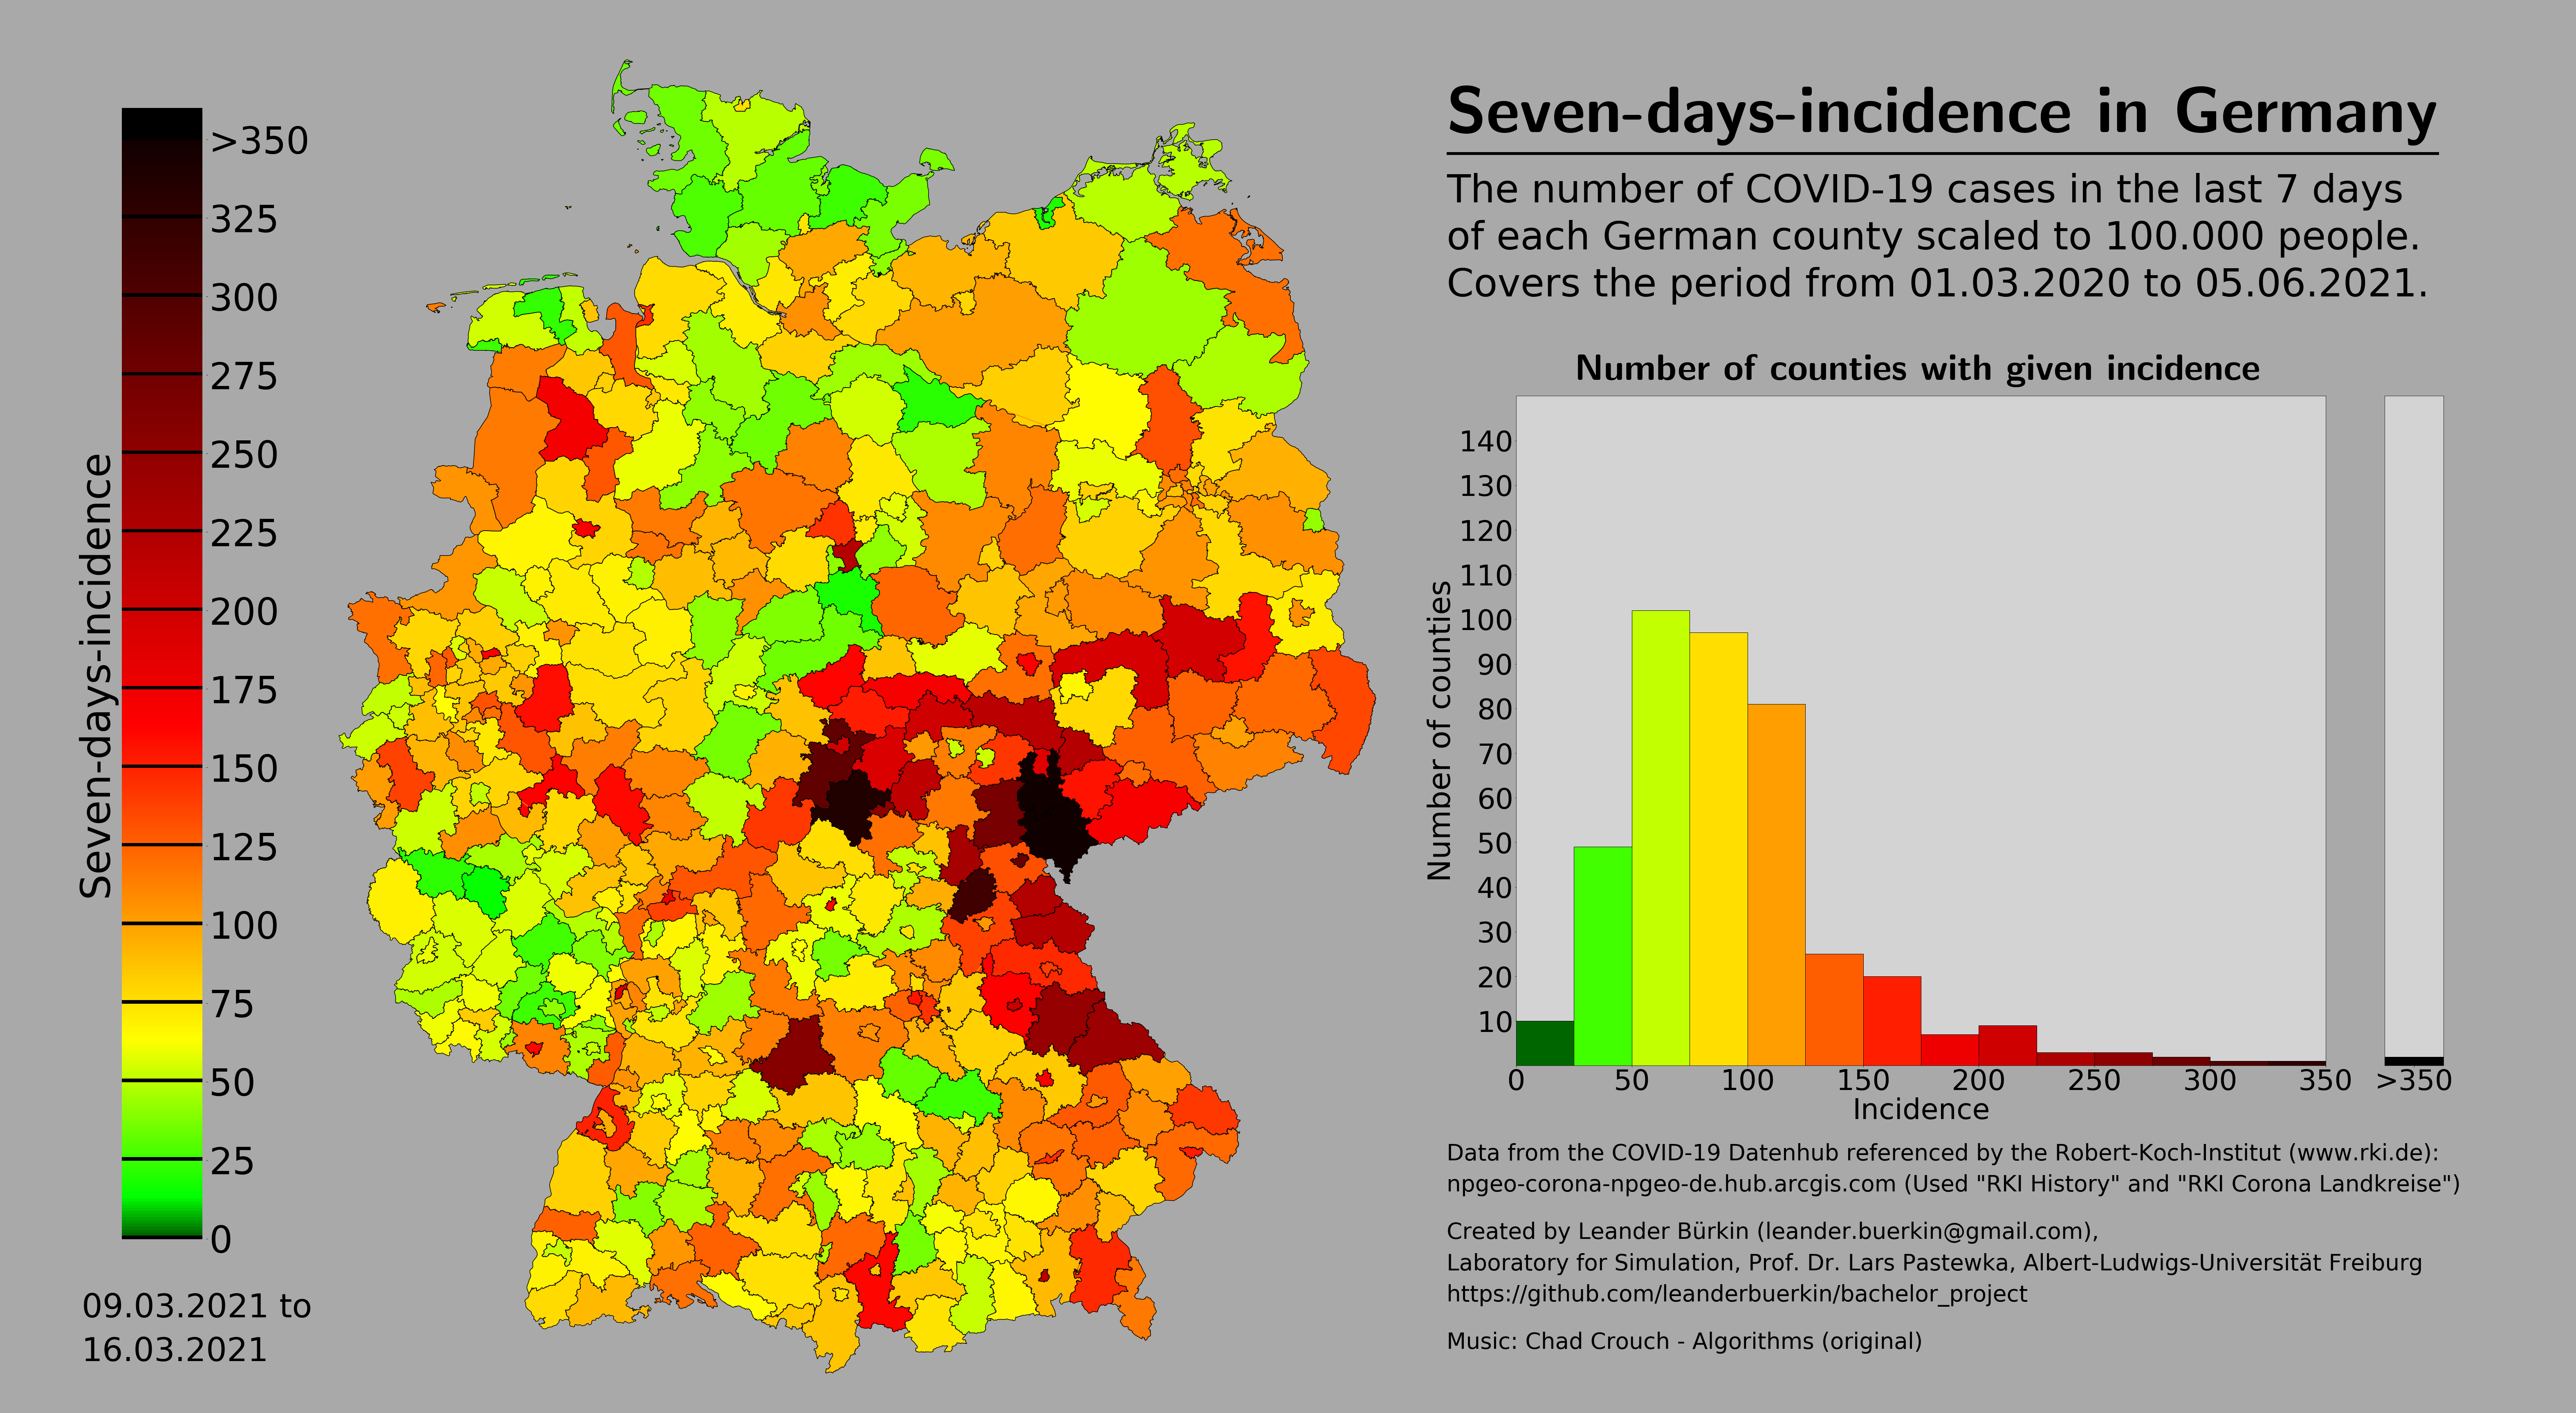 Seven-days-incidence in Germany
The number of COVID-19 cases in the last 7 days
of each German county scaled to 100.000 people.
Covers the period from 01.03.2020 to 05.06.2021.
Seven-days-incidence
>350
325
300
275
250
225
200
175
150
125
100
75
50
25
0
09.03.2021 to
16.03.2021
Number of counties with given incidence
Number of counties
140
130
120
110
100
90
80
70
60
50
40
30
20
10
0 50 100 150 200 250 300 350 >350
Incidence
Data from the COVID-19 Datenhub referenced by the Robert-Koch-Institut (www.rki.de):
npgeo-corona-npgeo-de.hub.arcgis.com (Used "RKI History" and "RKI Corona Landkreise")
Created by Leander Bürkin (leander.buerkin@gmail.com),
Laboratory for Simulation, Prof. Dr. Lars Pastewka, Albert-Ludwigs-Universität Freiburg
https://github.com/leanderbuerkin/bachelor_project
Music: Chad Crouch - Algorithms (original)